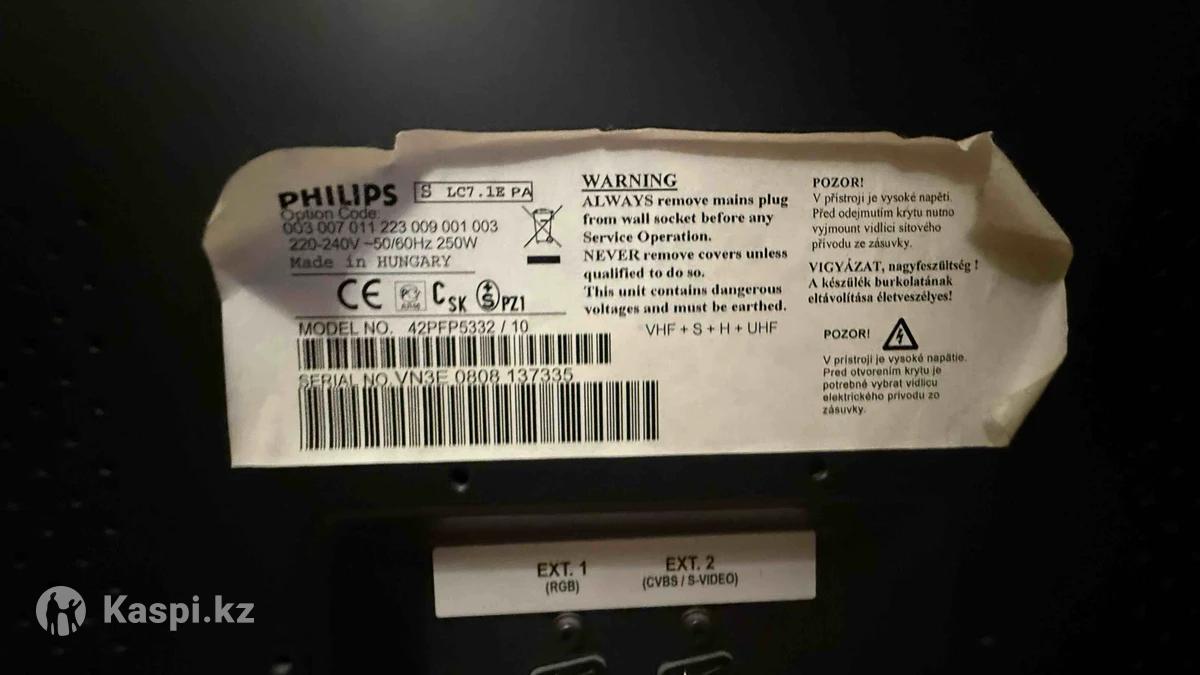 PHILIPS S LC7.1E PA
Option Code:
003 007 011 223 009 001 003
220-240V ~50/60Hz 250W
Made in HUNGARY
CE PC CSK S PZ1
MODEL NO. 42PFP5332 / 10
SERIAL NO. VN3E 0808 137335
WARNING
ALWAYS remove mains plug
from wall socket before any
Service Operation.
NEVER remove covers unless
qualified to do so.
This unit contains dangerous
voltages and must be earthed.
VHF + S + H + UHF
POZOR!
V přístroji je vysoké napětí.
Před odejmutím krytu nutno
vyjmount vidlici sítového
přívodu ze zásuvky.
VIGYÁZAT, nagyfeszültség !
A készülék burkolatának
eltávolítása életveszélyes!
POZOR!
V prístroji je vysoké napätie.
Pred otvorením krytu je
potrebné vybrat vidlicu
elektrického prívodu zo
zásuvky.
EXT. 1
(RGB)
EXT. 2
(CVBS / S-VIDEO)
Kaspi.kz